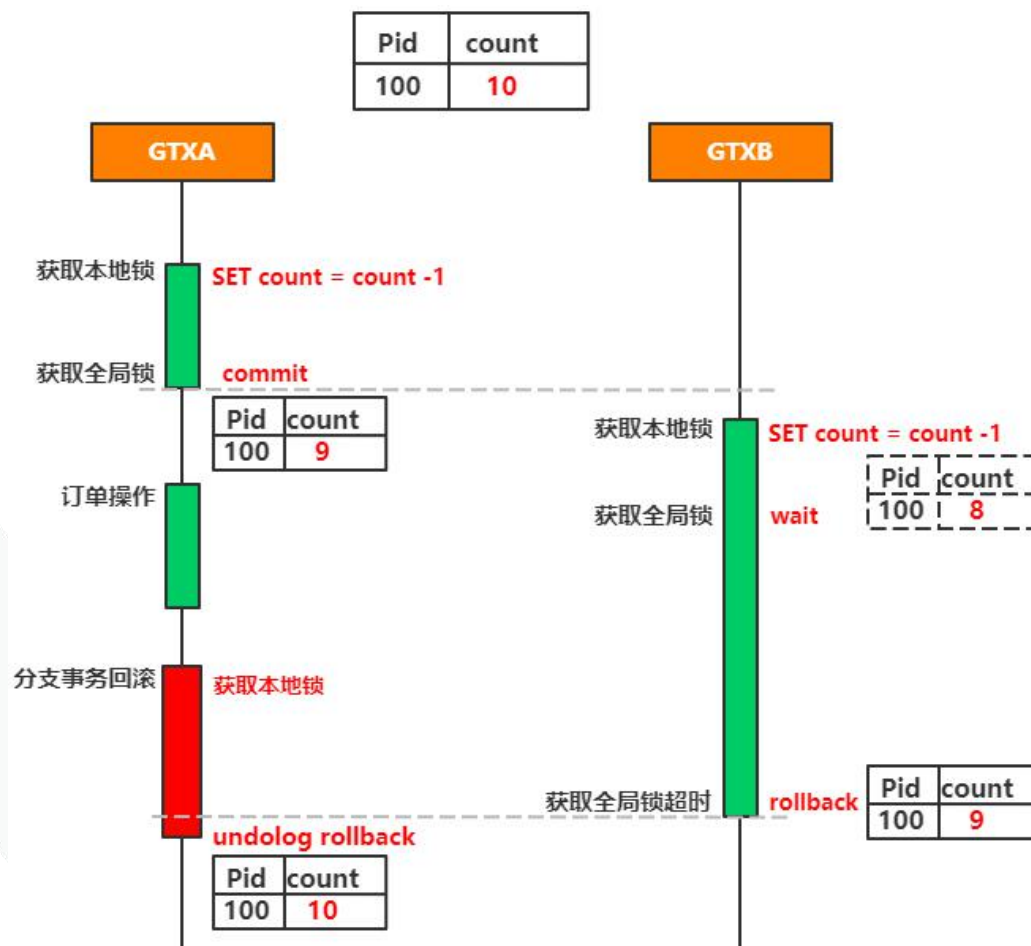 Pid count
100 10
GTXA GTXB
获取本地锁 SET count = count -1
获取全局锁 commit
Pid count
100 9
获取本地锁 SET count = count -1
Pid count
100 8
订单操作
获取全局锁 wait
分支事务回滚 获取本地锁
获取全局锁超时 rollback
Pid count
100 9
undolog rollback
Pid count
100 10